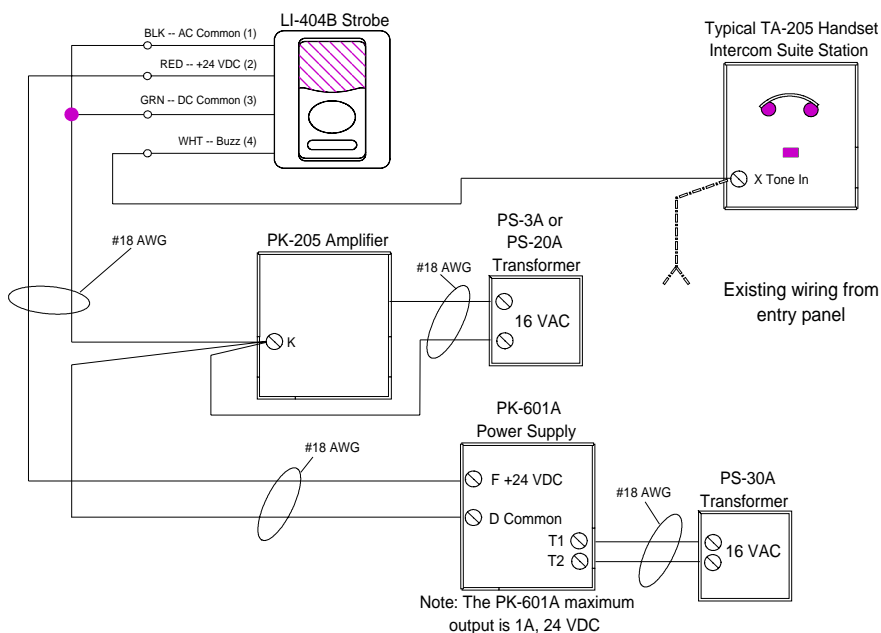 LI-404B Strobe
BLK -- AC Common (1)
RED -- +24 VDC (2)
GRN -- DC Common (3)
WHT -- Buzz (4)
Typical TA-205 Handset
Intercom Suite Station
X Tone In
Existing wiring from
entry panel
#18 AWG
PK-205 Amplifier
K
#18 AWG
PS-3A or
PS-20A
Transformer
16 VAC
#18 AWG
PK-601A
Power Supply
F +24 VDC
D Common
T1
T2
Note: The PK-601A maximum
output is 1A, 24 VDC
#18 AWG
PS-30A
Transformer
16 VAC